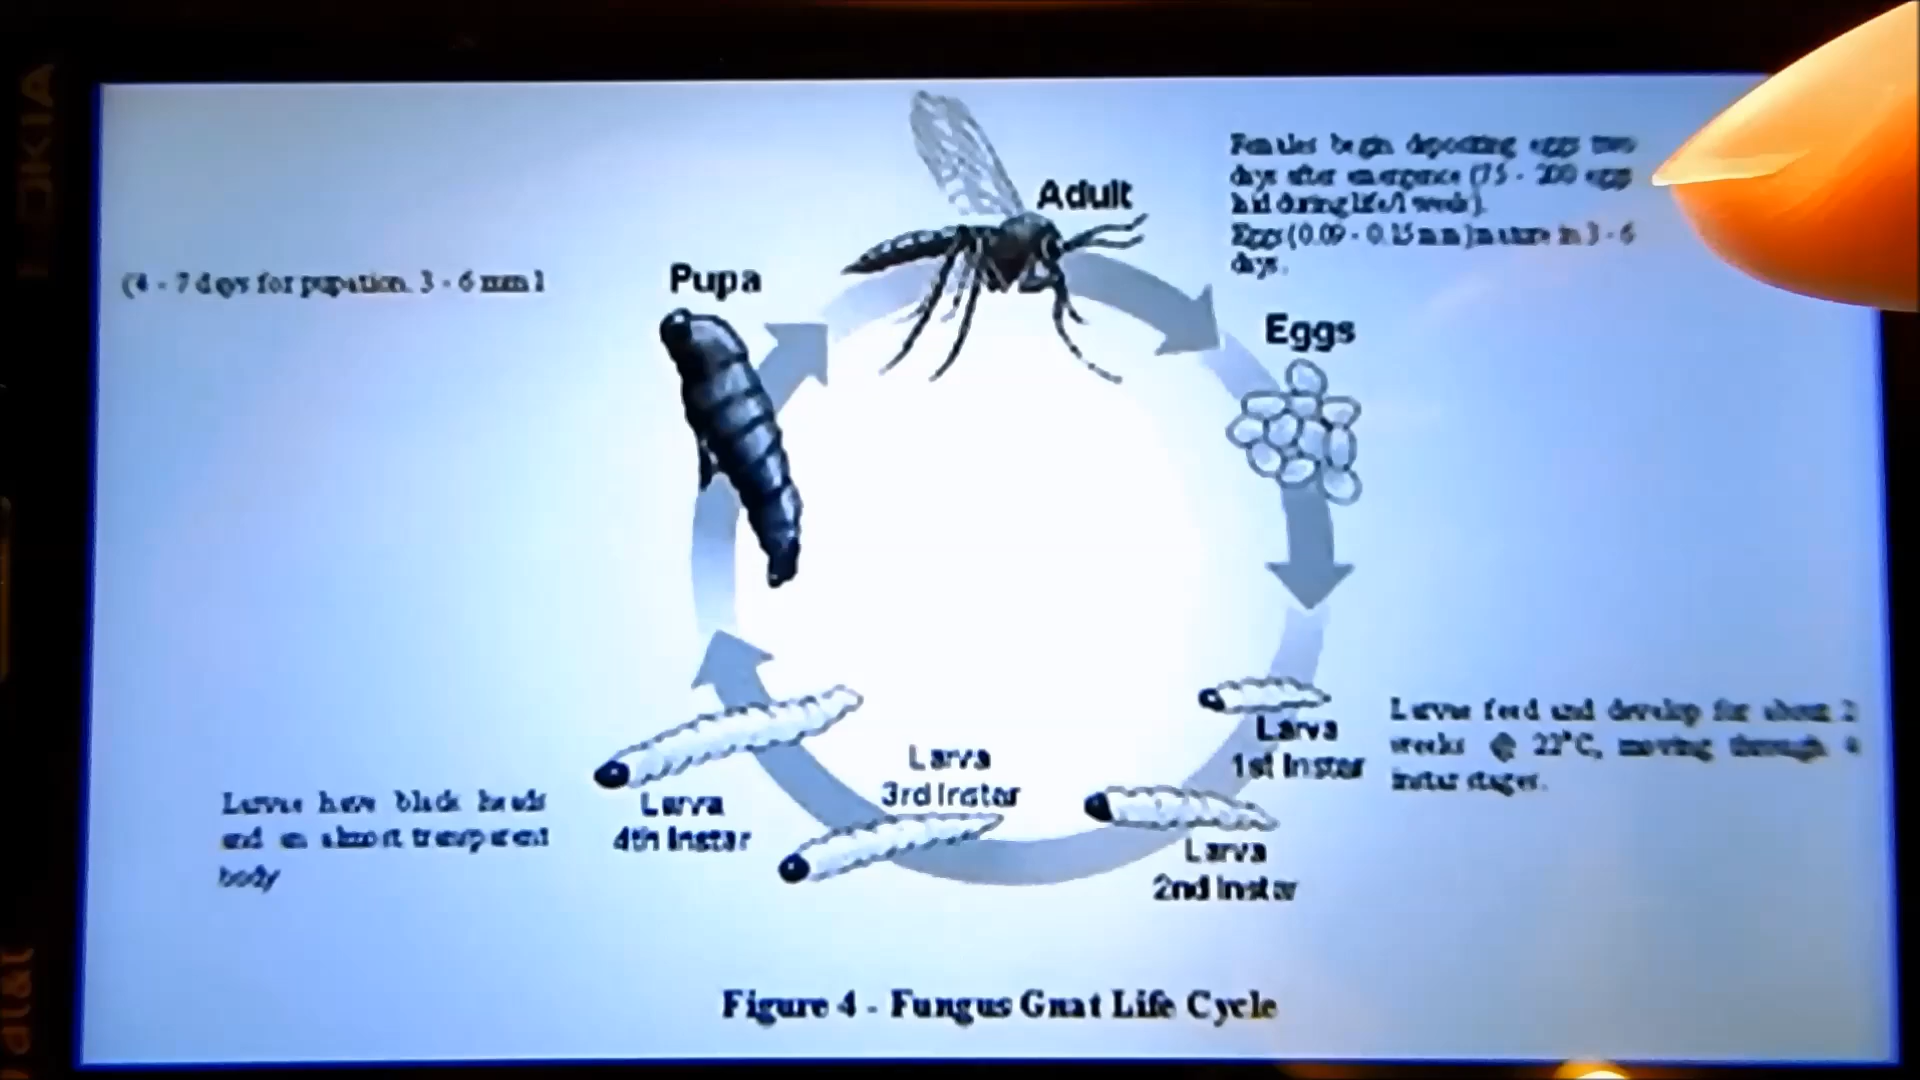 NOKIA
at&t
Adult
Females begin depositing eggs two
days after emergence (75 - 200 eggs
laid during life/1 week).
Eggs (0.09 - 0.15 mm) mature in 3 - 6
days.
Pupa
(4 - 7 days for pupation. 3 - 6 mm)
Eggs
Larva
1st Instar
Larvae feed and develop for about 2
weeks @ 22°C, moving through 4
instar stages.
Larva
2nd Instar
Larva
3rd Instar
Larva
4th Instar
Larvae have black heads
and an almost transparent
body
Figure 4 - Fungus Gnat Life Cycle